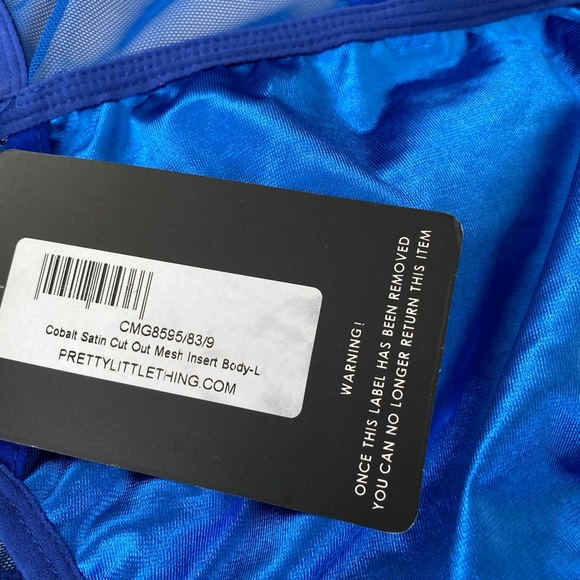 CMG8595/83/9
Cobalt Satin Cut Out Mesh Insert Body-L
PRETTYLITTLETHING.COM
WARNING!
ONCE THIS LABEL HAS BEEN REMOVED
YOU CAN NO LONGER RETURN THIS ITEM